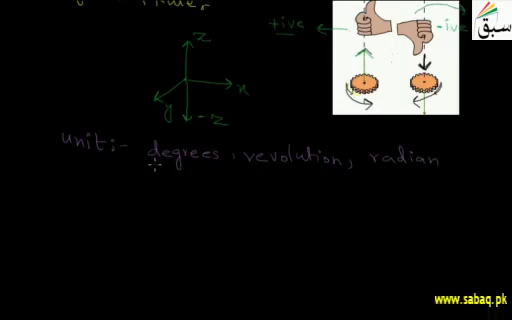 +ive
-ive
سبق
z
x
y
-z
unit:- degrees, revolution, radian
www.sabaq.pk